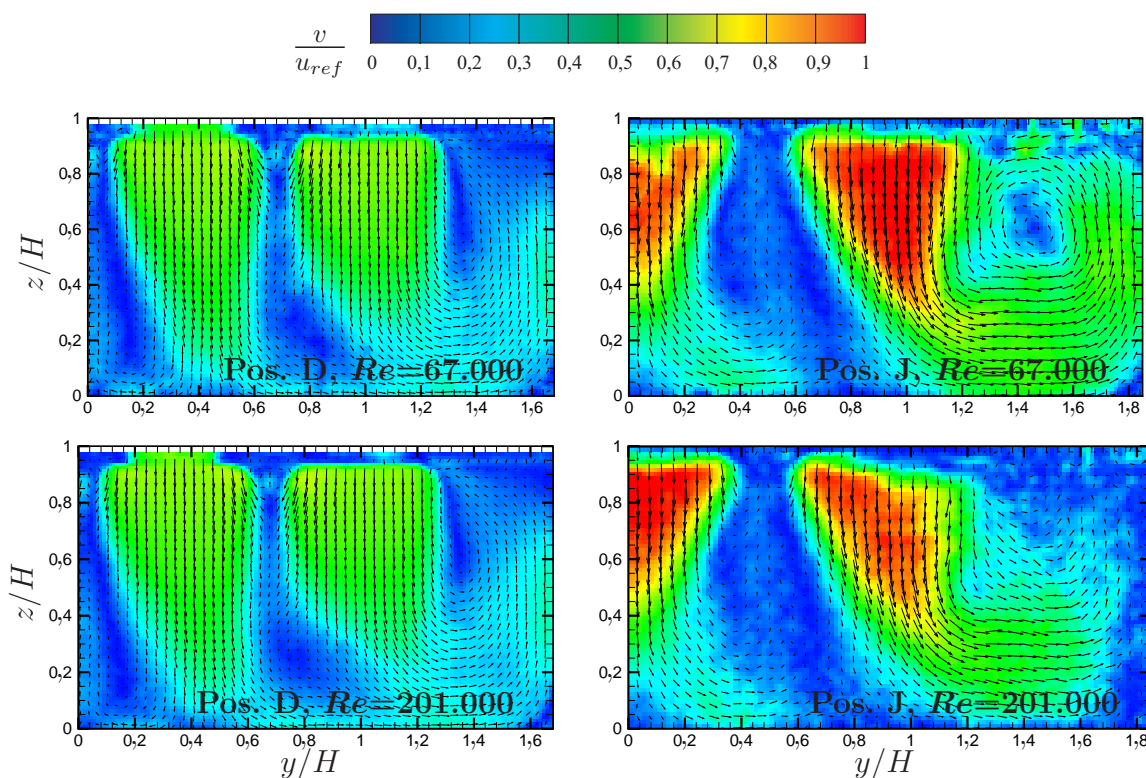 v
u_ref 0 0,1 0,2 0,3 0,4 0,5 0,6 0,7 0,8 0,9 1
1
0,8
z/H
0,6
0,4
0,2
0
Pos. D, Re=67.000
0 0,2 0,4 0,6 0,8 1 1,2 1,4 1,6
1
0,8
0,6
0,4
0,2
0
Pos. J, Re=67.000
0,2 0,4 0,6 0,8 1 1,2 1,4 1,6 1,8
1
0,8
z/H
0,6
0,4
0,2
0
Pos. D, Re=201.000
0 0,2 0,4 0,6 0,8 1 1,2 1,4 1,6
y/H
1
0,8
0,6
0,4
0,2
0
Pos. J, Re=201.000
0,2 0,4 0,6 0,8 1 1,2 1,4 1,6 1,8
y/H